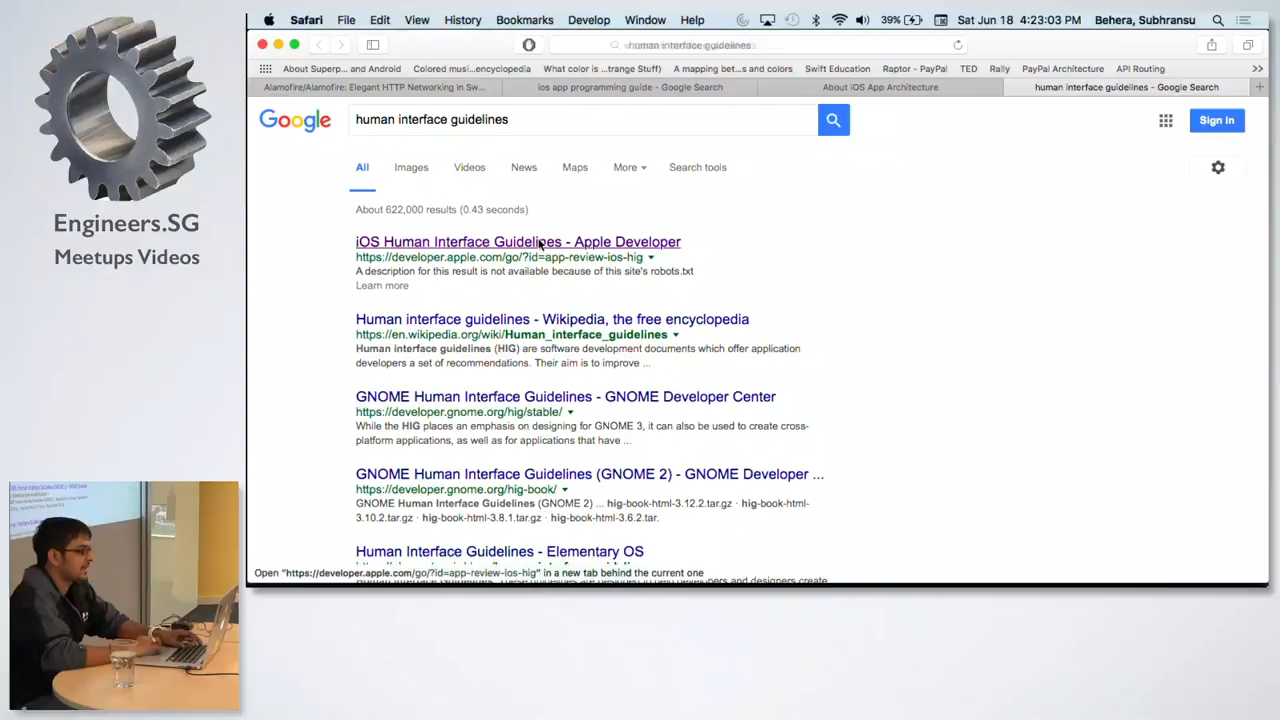 Engineers.SG
Meetups Videos
Safari File Edit View History Bookmarks Develop Window Help 39% Sat Jun 18 4:23:03 PM Behera, Subhransu
human interface guidelines
About Superp... and Android Colored musi...encyclopedia What color is ...trange Stuff) A mapping bet...s and colors Swift Education Raptor - PayPal TED Rally PayPal Architecture API Routing >>
Alamofire/Alamofire: Elegant HTTP Networking in Sw... ios app programming guide - Google Search About iOS App Architecture human interface guidelines - Google Search +
Google human interface guidelines Sign in
All Images Videos News Maps More Search tools
About 622,000 results (0.43 seconds)
iOS Human Interface Guidelines - Apple Developer
https://developer.apple.com/go/?id=app-review-ios-hig
A description for this result is not available because of this site's robots.txt
Learn more
Human interface guidelines - Wikipedia, the free encyclopedia
https://en.wikipedia.org/wiki/Human_interface_guidelines
Human interface guidelines (HIG) are software development documents which offer application
developers a set of recommendations. Their aim is to improve ...
GNOME Human Interface Guidelines - GNOME Developer Center
https://developer.gnome.org/hig/stable/
While the HIG places an emphasis on designing for GNOME 3, it can also be used to create cross-
platform applications, as well as for applications that have ...
GNOME Human Interface Guidelines (GNOME 2) - GNOME Developer ...
https://developer.gnome.org/hig-book/
GNOME Human Interface Guidelines (GNOME 2) ... hig-book-html-3.12.2.tar.gz · hig-book-html-
3.10.2.tar.gz · hig-book-html-3.8.1.tar.gz · hig-book-html-3.6.2.tar.
Human Interface Guidelines - Elementary OS
Open "https://developer.apple.com/go/?id=app-review-ios-hig" in a new tab behind the current one